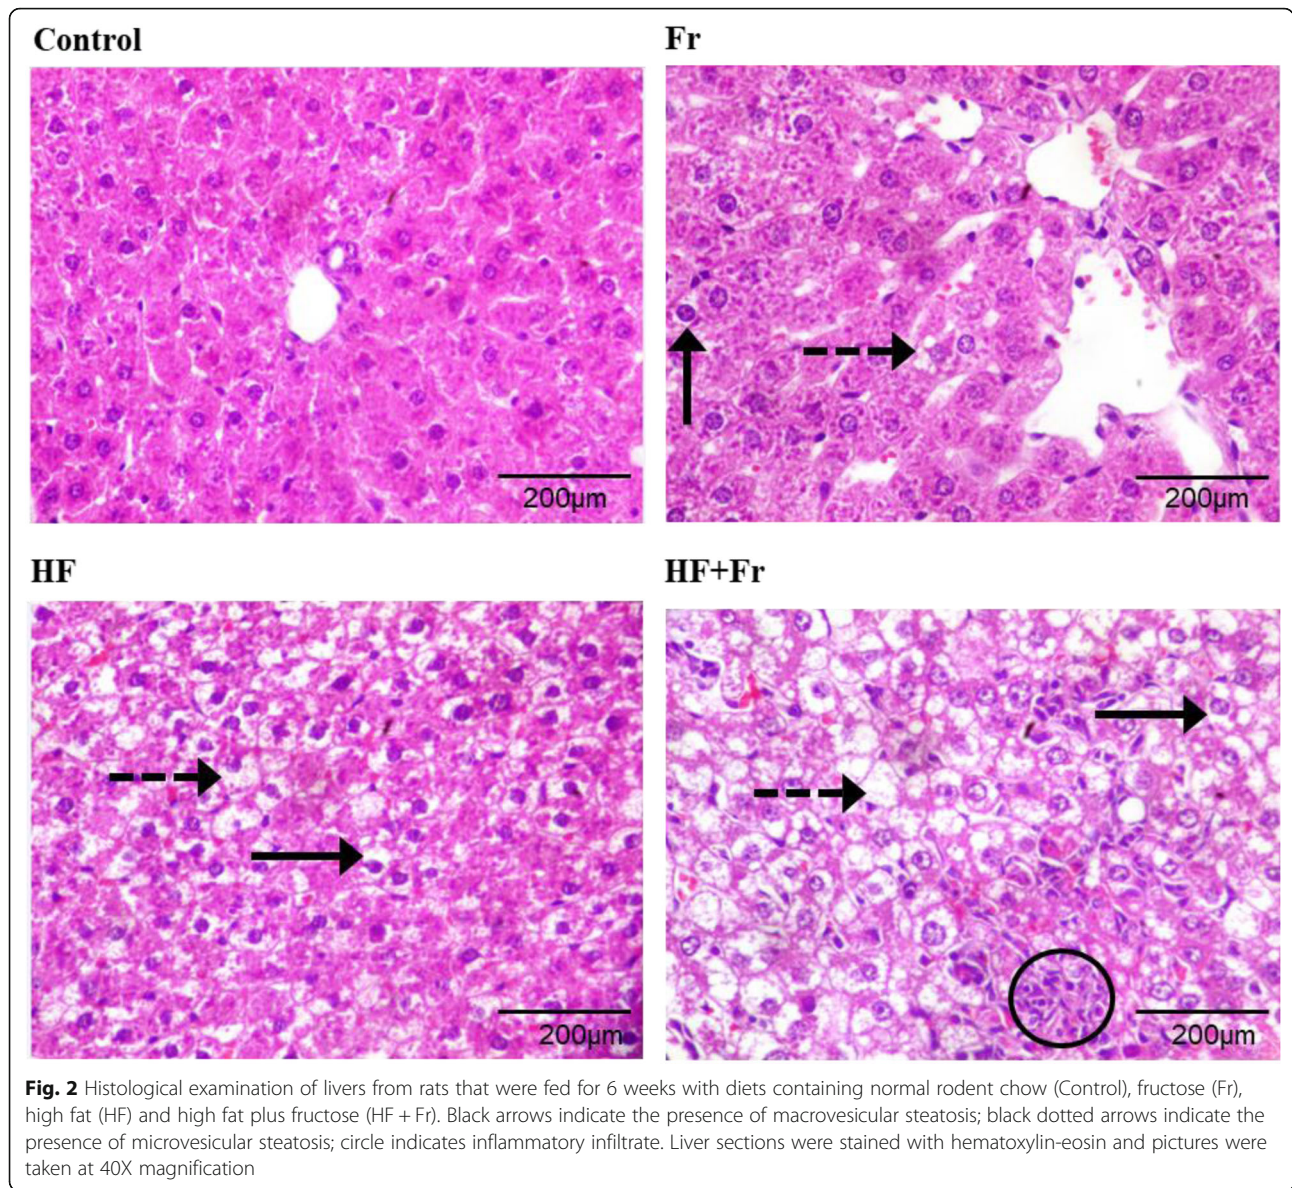 Control
Fr
200µm
200µm
HF
HF+Fr
200µm
200µm
Fig. 2 Histological examination of livers from rats that were fed for 6 weeks with diets containing normal rodent chow (Control), fructose (Fr),
high fat (HF) and high fat plus fructose (HF + Fr). Black arrows indicate the presence of macrovesicular steatosis; black dotted arrows indicate the
presence of microvesicular steatosis; circle indicates inflammatory infiltrate. Liver sections were stained with hematoxylin-eosin and pictures were
taken at 40X magnification